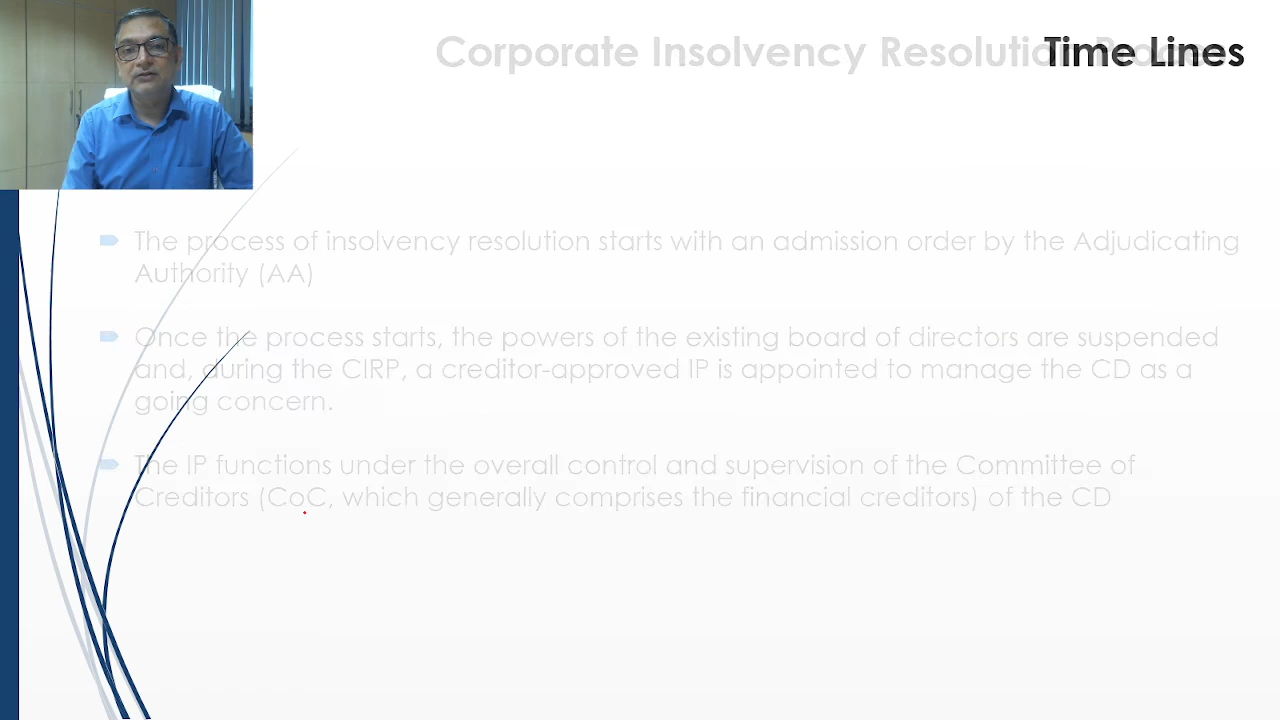 Corporate Insolvency Resolution Process
Time Lines
The process of insolvency resolution starts with an admission order by the Adjudicating
Authority (AA)
Once the process starts, the powers of the existing board of directors are suspended
and, during the CIRP, a creditor-approved IP is appointed to manage the CD as a
going concern.
The IP functions under the overall control and supervision of the Committee of
Creditors (CoC, which generally comprises the financial creditors) of the CD